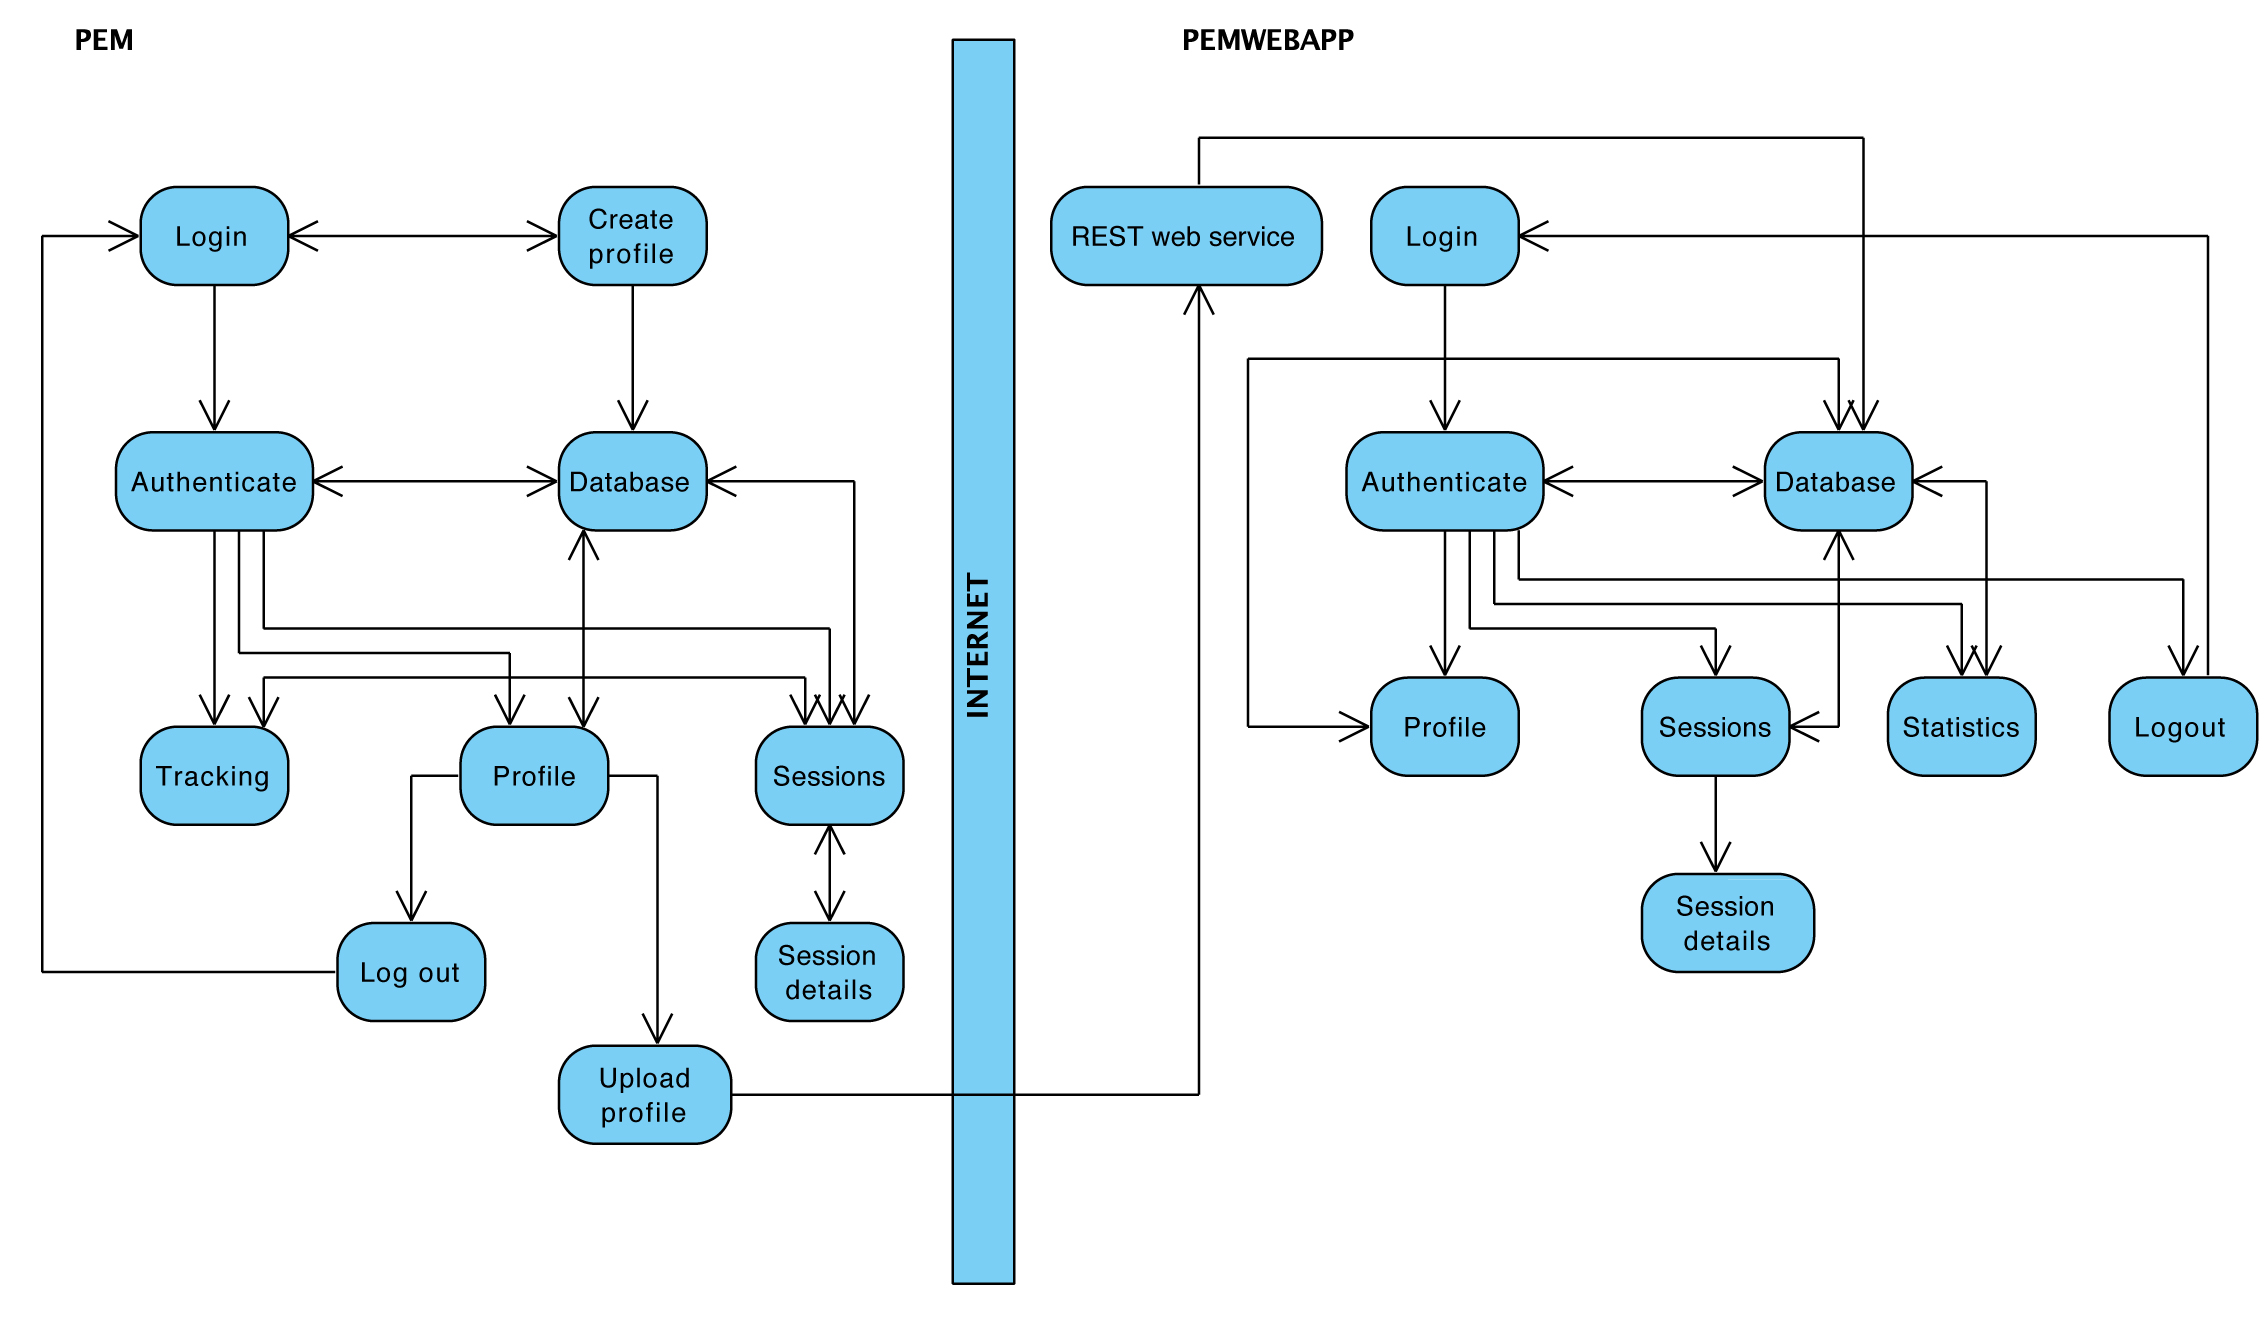 PEM
PEMWEBAPP
Login
Create
profile
REST web service
Login
Authenticate
Database
Authenticate
Database
INTERNET
Tracking
Profile
Sessions
Profile
Sessions
Statistics
Logout
Log out
Session
details
Session
details
Upload
profile